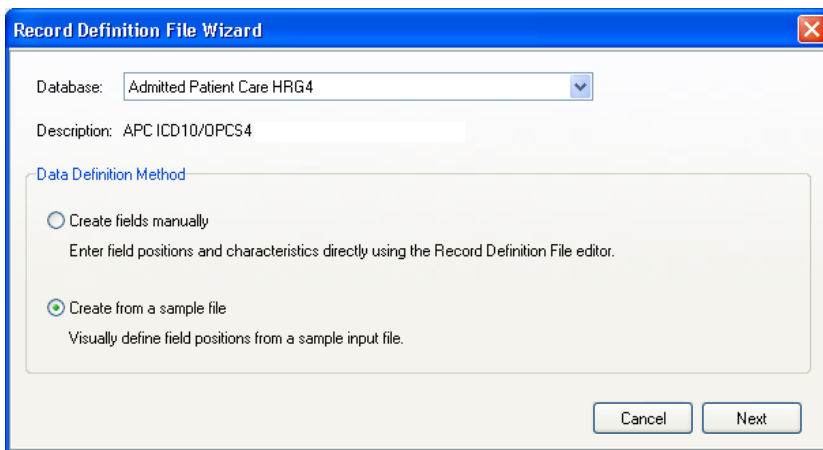 Record Definition File Wizard
Database: Admitted Patient Care HRG4
Description: APC ICD10/OPCS4
Data Definition Method
Create fields manually
Enter field positions and characteristics directly using the Record Definition File editor.
Create from a sample file
Visually define field positions from a sample input file.
Cancel Next